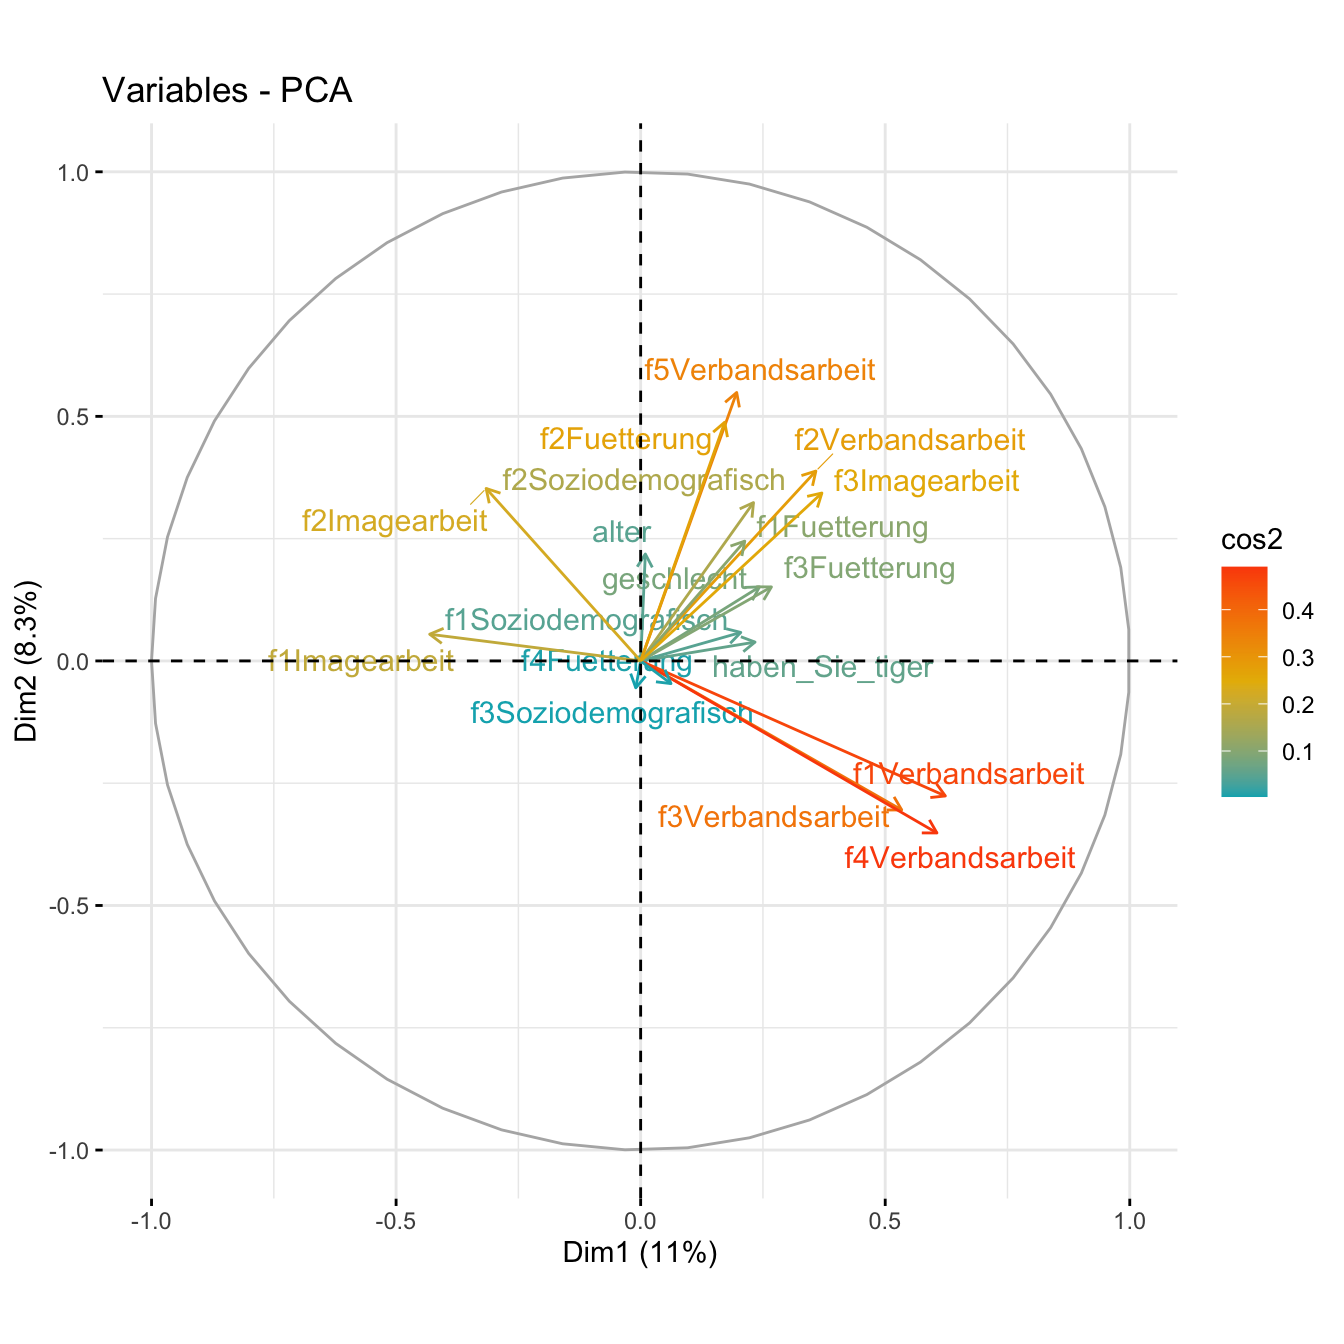 Variables - PCA
f5Verbandsarbeit
f2Fuetterung
f2Verbandsarbeit
f2Soziodemografisch
f3Imagearbeit
f2Imagearbeit
alter
f1Fuetterung
geschlecht
f3Fuetterung
f1Soziodemografisch
f1Imagearbeit
f4Fuetterung
haben_Sie_tiger
f3Soziodemografisch
f1Verbandsarbeit
f3Verbandsarbeit
f4Verbandsarbeit
1.0
0.5
0.0
-0.5
-1.0
Dim2 (8.3%)
-1.0
-0.5
0.0
0.5
1.0
Dim1 (11%)
cos2
0.4
0.3
0.2
0.1